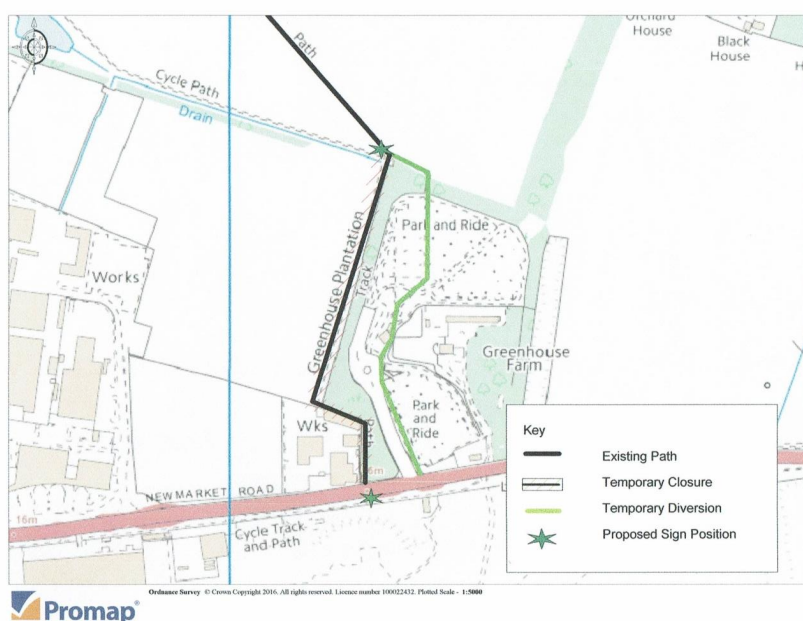 Orchard
House
Black
House
H
Path
Cycle Path
Drain
Greenhouse Plantation
Track
Park and Ride
Works
Greenhouse
Farm
Park
and
Ride
Wks
Path
6m
NEWMARKET ROAD
16m
Cycle Track
and Path
L
Key
Existing Path
Temporary Closure
Temporary Diversion
Proposed Sign Position
Ordnance Survey © Crown Copyright 2016. All rights reserved. Licence number 100022432. Plotted Scale - 1:5000
Promap®